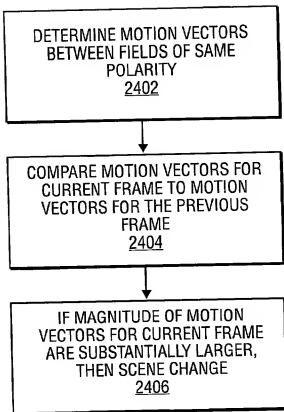 DETERMINE MOTION VECTORS
BETWEEN FIELDS OF SAME
POLARITY
2402
COMPARE MOTION VECTORS FOR
CURRENT FRAME TO MOTION
VECTORS FOR THE PREVIOUS
FRAME
2404
IF MAGNITUDE OF MOTION
VECTORS FOR CURRENT FRAME
ARE SUBSTANTIALLY LARGER,
THEN SCENE CHANGE
2406